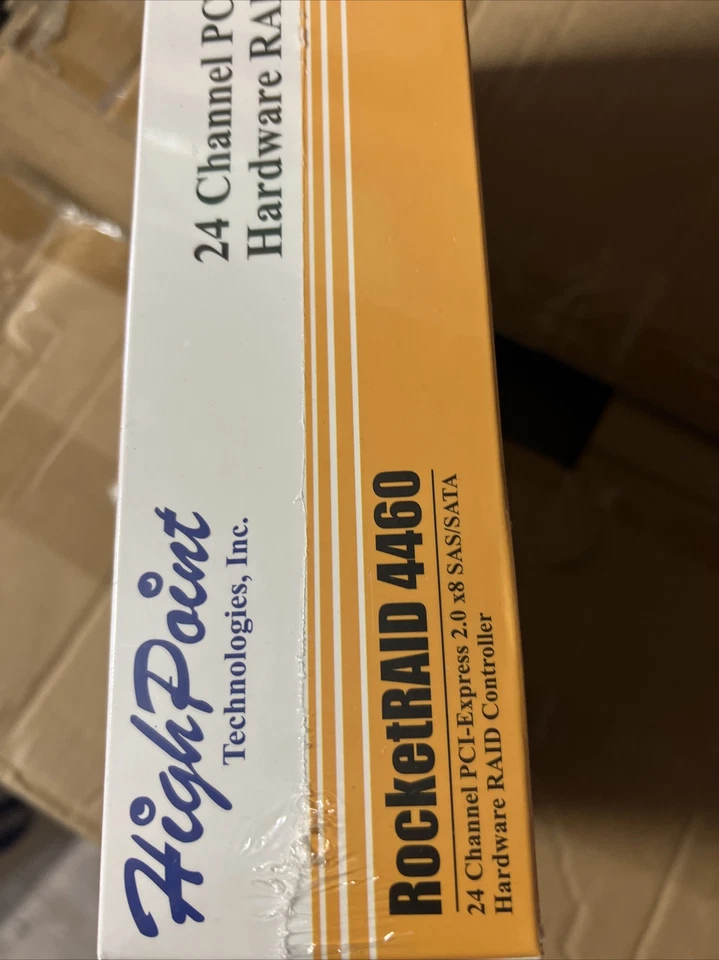 24 Channel PC
Hardware RAI
HighPoint
Technologies, Inc.
RocketRAID 4460
24 Channel PCI-Express 2.0 x8 SAS/SATA
Hardware RAID Controller